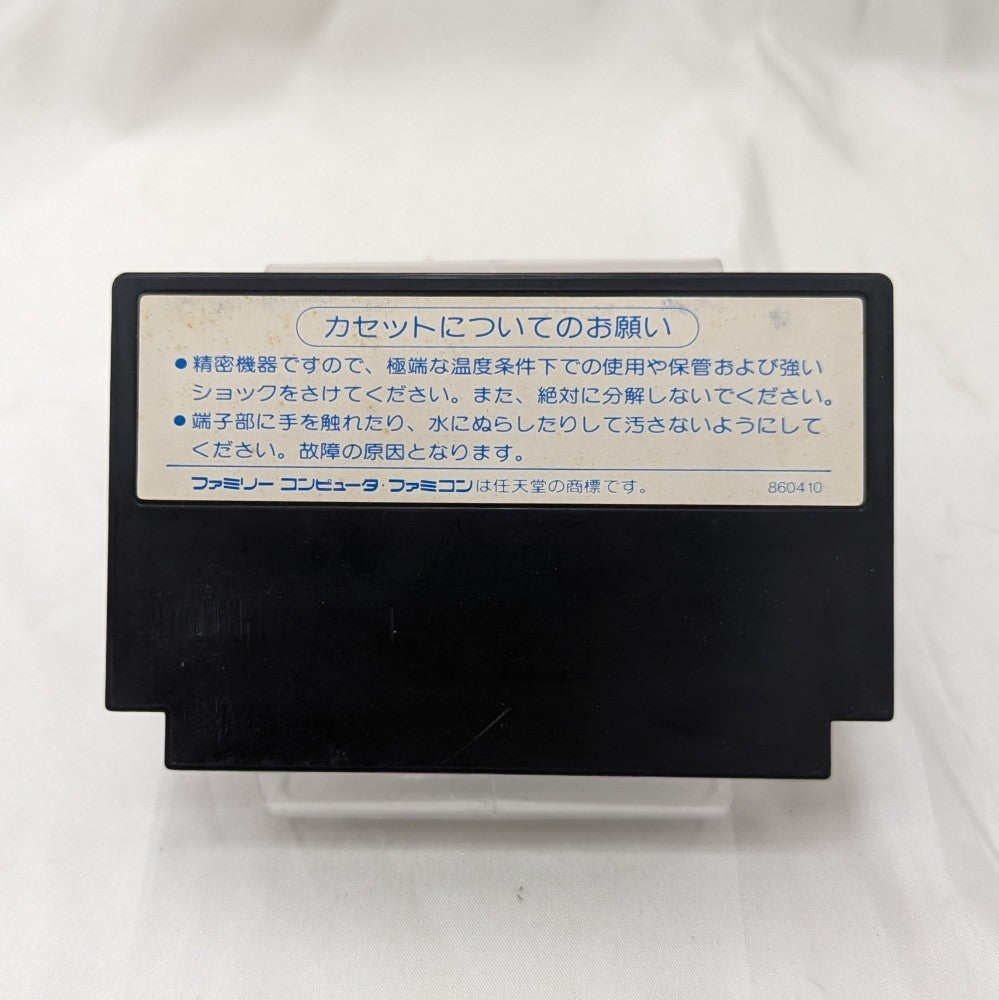 カセットについてのお願い
●精密機器ですので、極端な温度条件下での使用や保管および強い
ショックをさけてください。また、絶対に分解しないでください。
●端子部に手を触れたり、水にぬらしたりして汚さないようにして
ください。故障の原因となります。
ファミリー コンピュータ・ファミコンは任天堂の商標です。 860410